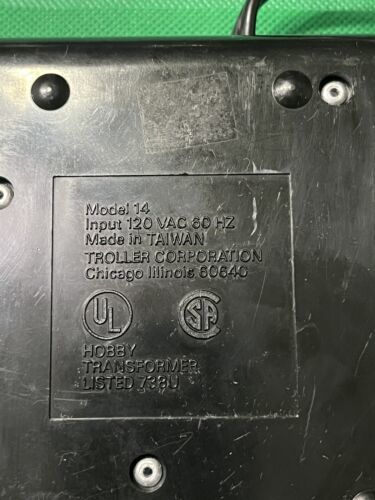 Model 14
Input 120 VAC 60 HZ
Made in TAIWAN
TROLLER CORPORATION
Chicago Illinois 60640
UL
SA
HOBBY
TRANSFORMER
LISTED 733U